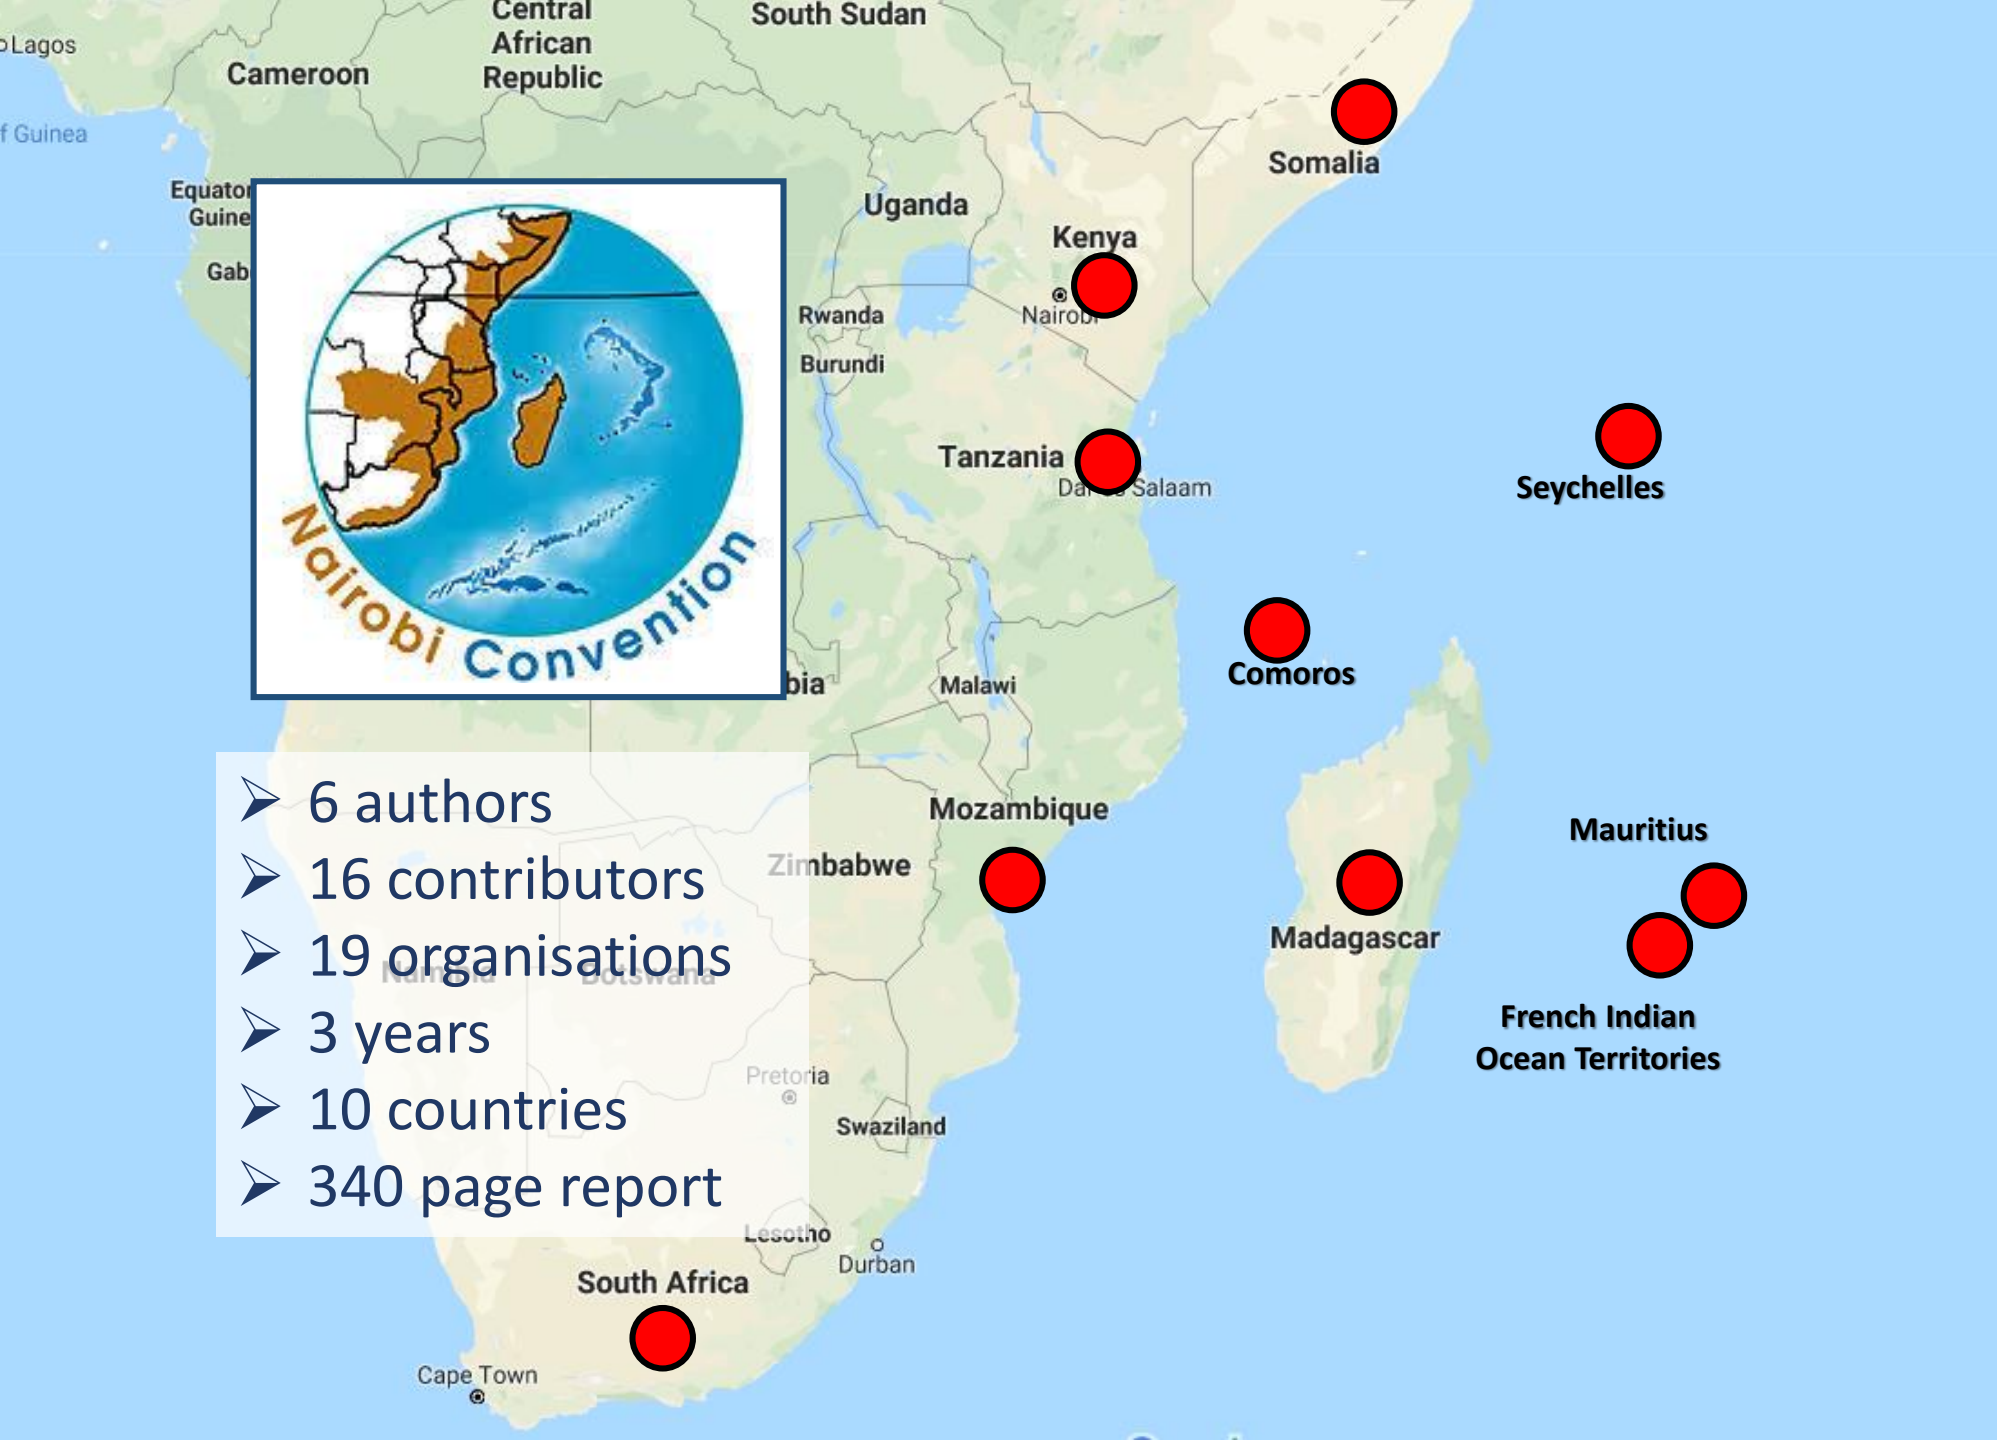 Central
African
Republic
South Sudan
Lagos
Cameroon
f Guinea
Somalia
Equator
Guine
Uganda
Kenya
Gab
Nairobi
Rwanda
Burundi
Tanzania
Salaam
Seychelles
Nairobi Convention
Comoros
bia
Malawi
6 authors
16 contributors
19 organisations
3 years
10 countries
340 page report
Mozambique
Zimbabwe
Mauritius
Madagascar
Namibia
Botswana
French Indian
Ocean Territories
Pretoria
Swaziland
Lesotho
Durban
South Africa
Cape Town